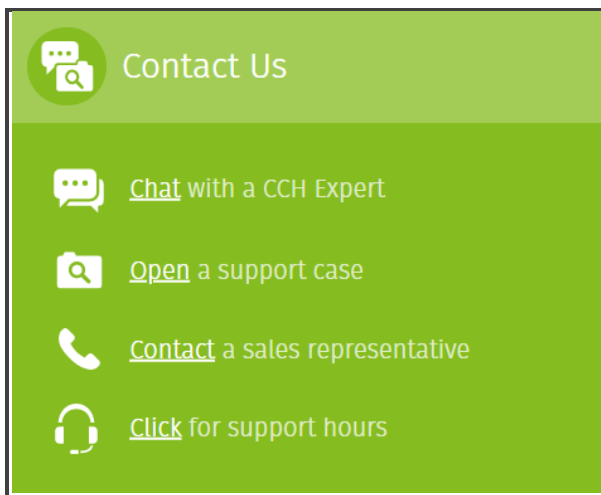 Contact Us
Chat with a CCH Expert
Open a support case
Contact a sales representative
Click for support hours